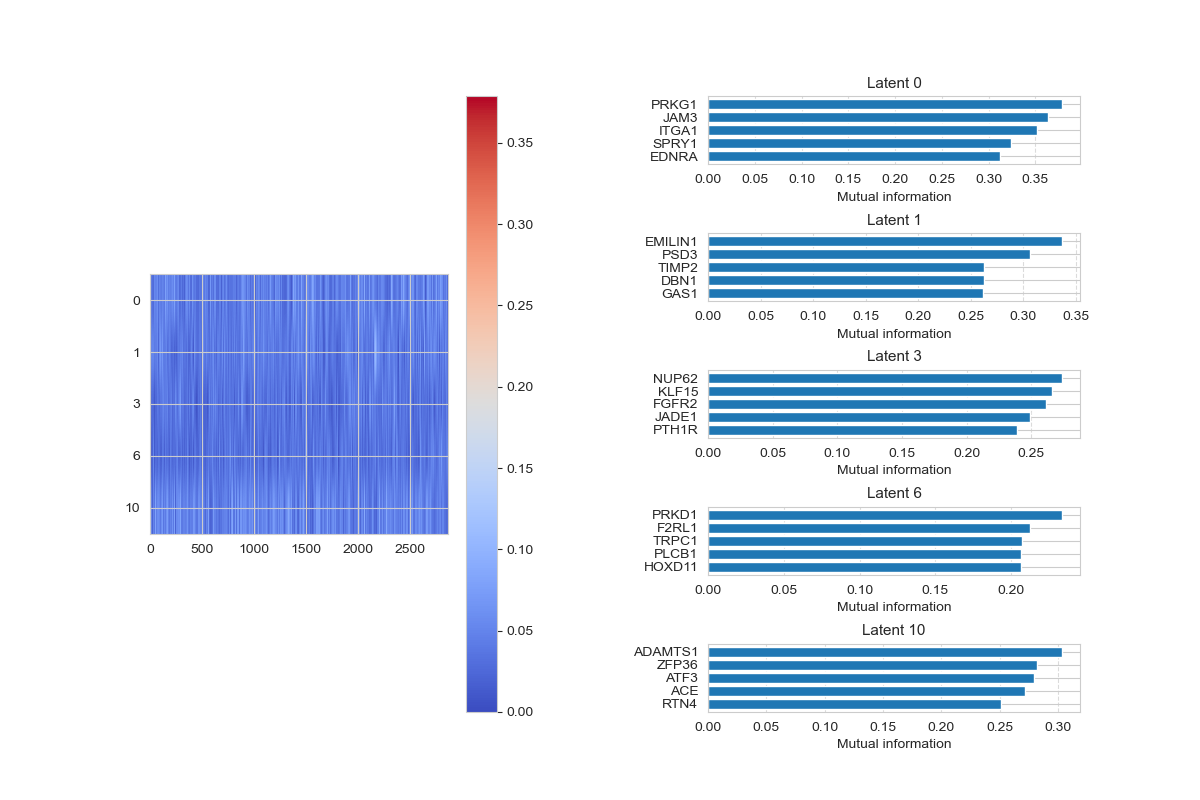 0
1
3
6
10
0 500 1000 1500 2000 2500
0.35
0.30
0.25
0.20
0.15
0.10
0.05
0.00
Latent 0
PRKG1
JAM3
ITGA1
SPRY1
EDNRA
0.00 0.05 0.10 0.15 0.20 0.25 0.30 0.35
Mutual information
Latent 1
EMILIN1
PSD3
TIMP2
DBN1
GAS1
0.00 0.05 0.10 0.15 0.20 0.25 0.30 0.35
Mutual information
Latent 3
NUP62
KLF15
FGFR2
JADE1
PTH1R
0.00 0.05 0.10 0.15 0.20 0.25
Mutual information
Latent 6
PRKD1
F2RL1
TRPC1
PLCB1
HOXD11
0.00 0.05 0.10 0.15 0.20
Mutual information
Latent 10
ADAMTS1
ZFP36
ATF3
ACE
RTN4
0.00 0.05 0.10 0.15 0.20 0.25 0.30
Mutual information